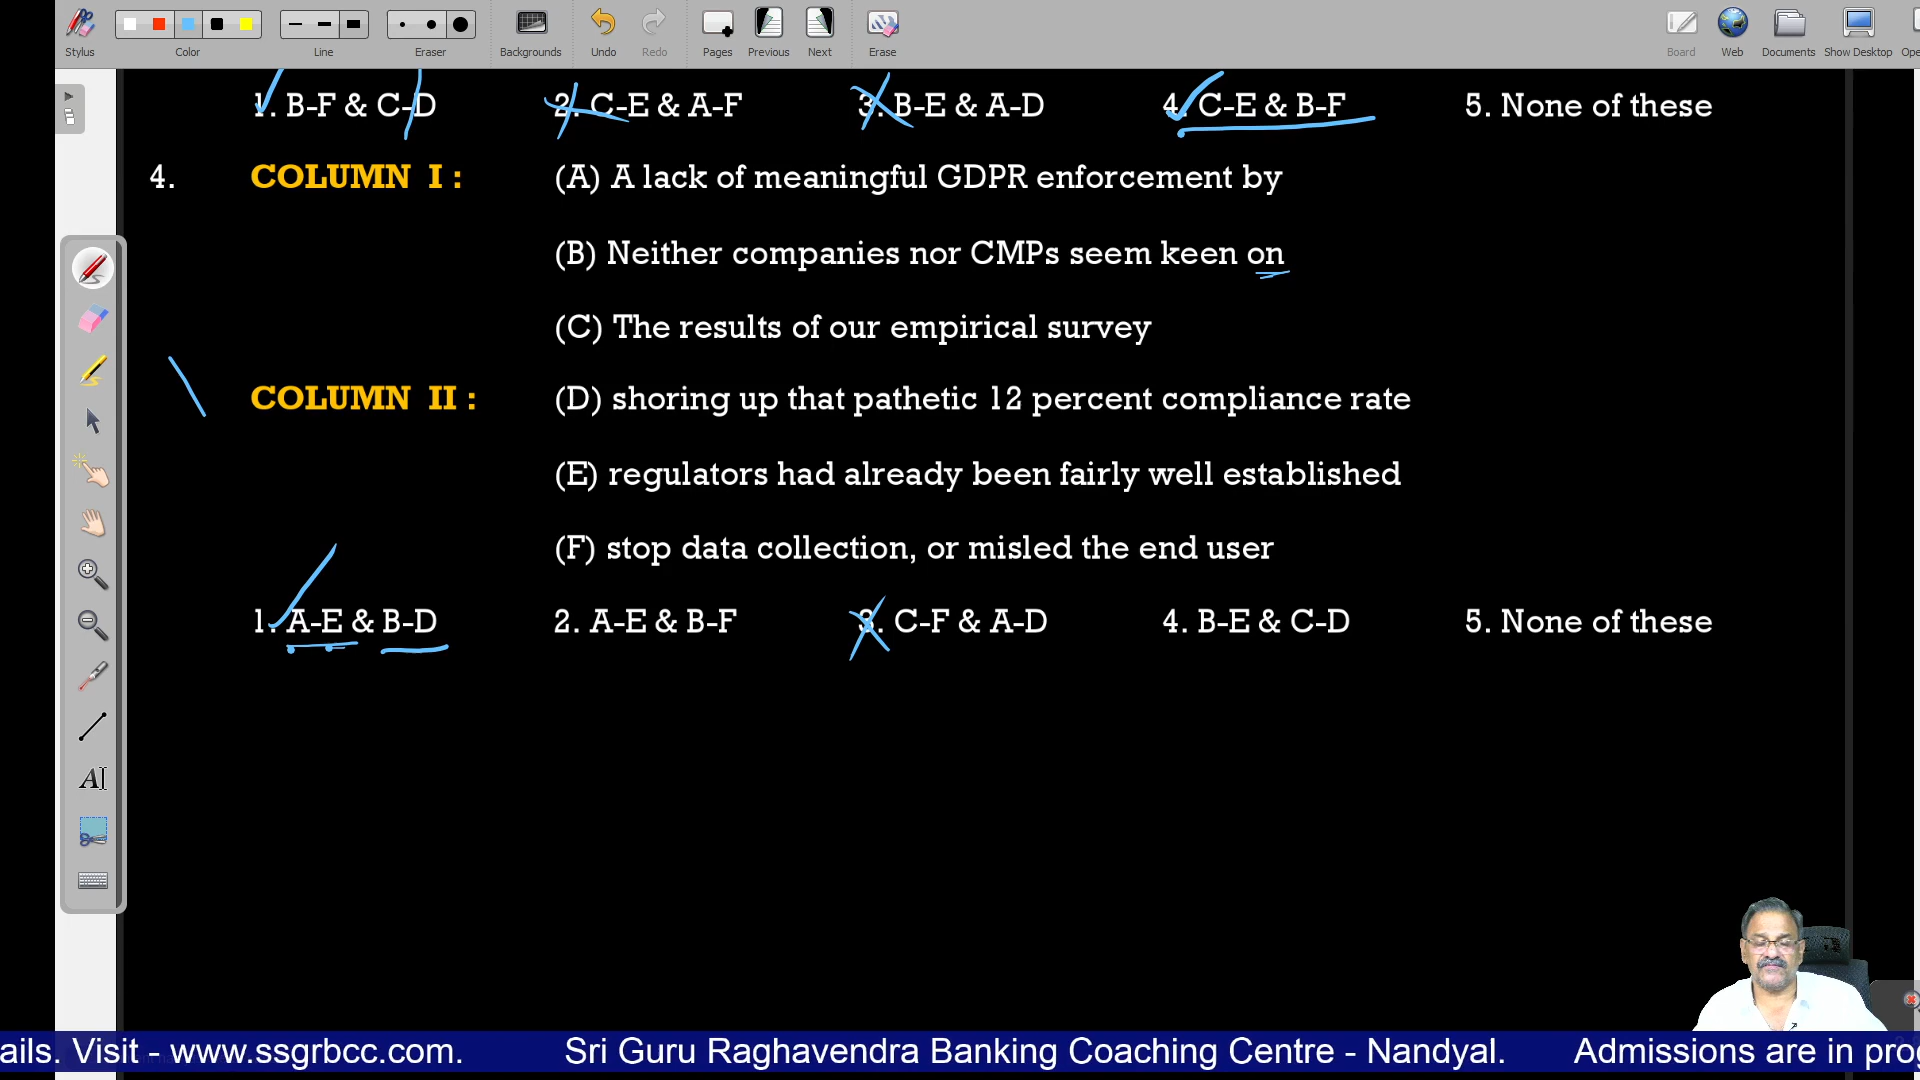 Stylus Color Line Eraser Backgrounds Undo Redo Pages Previous Next Erase Board Web Documents Show Desktop Ope
1. B-F & C-D 2. C-E & A-F 3. B-E & A-D 4. C-E & B-F 5. None of these
4. COLUMN I : (A) A lack of meaningful GDPR enforcement by
(B) Neither companies nor CMPs seem keen on
(C) The results of our empirical survey
COLUMN II : (D) shoring up that pathetic 12 percent compliance rate
(E) regulators had already been fairly well established
(F) stop data collection, or misled the end user
1. A-E & B-D 2. A-E & B-F 3. C-F & A-D 4. B-E & C-D 5. None of these
ails. Visit - www.ssgrbcc.com. Sri Guru Raghavendra Banking Coaching Centre - Nandyal. Admissions are in pro